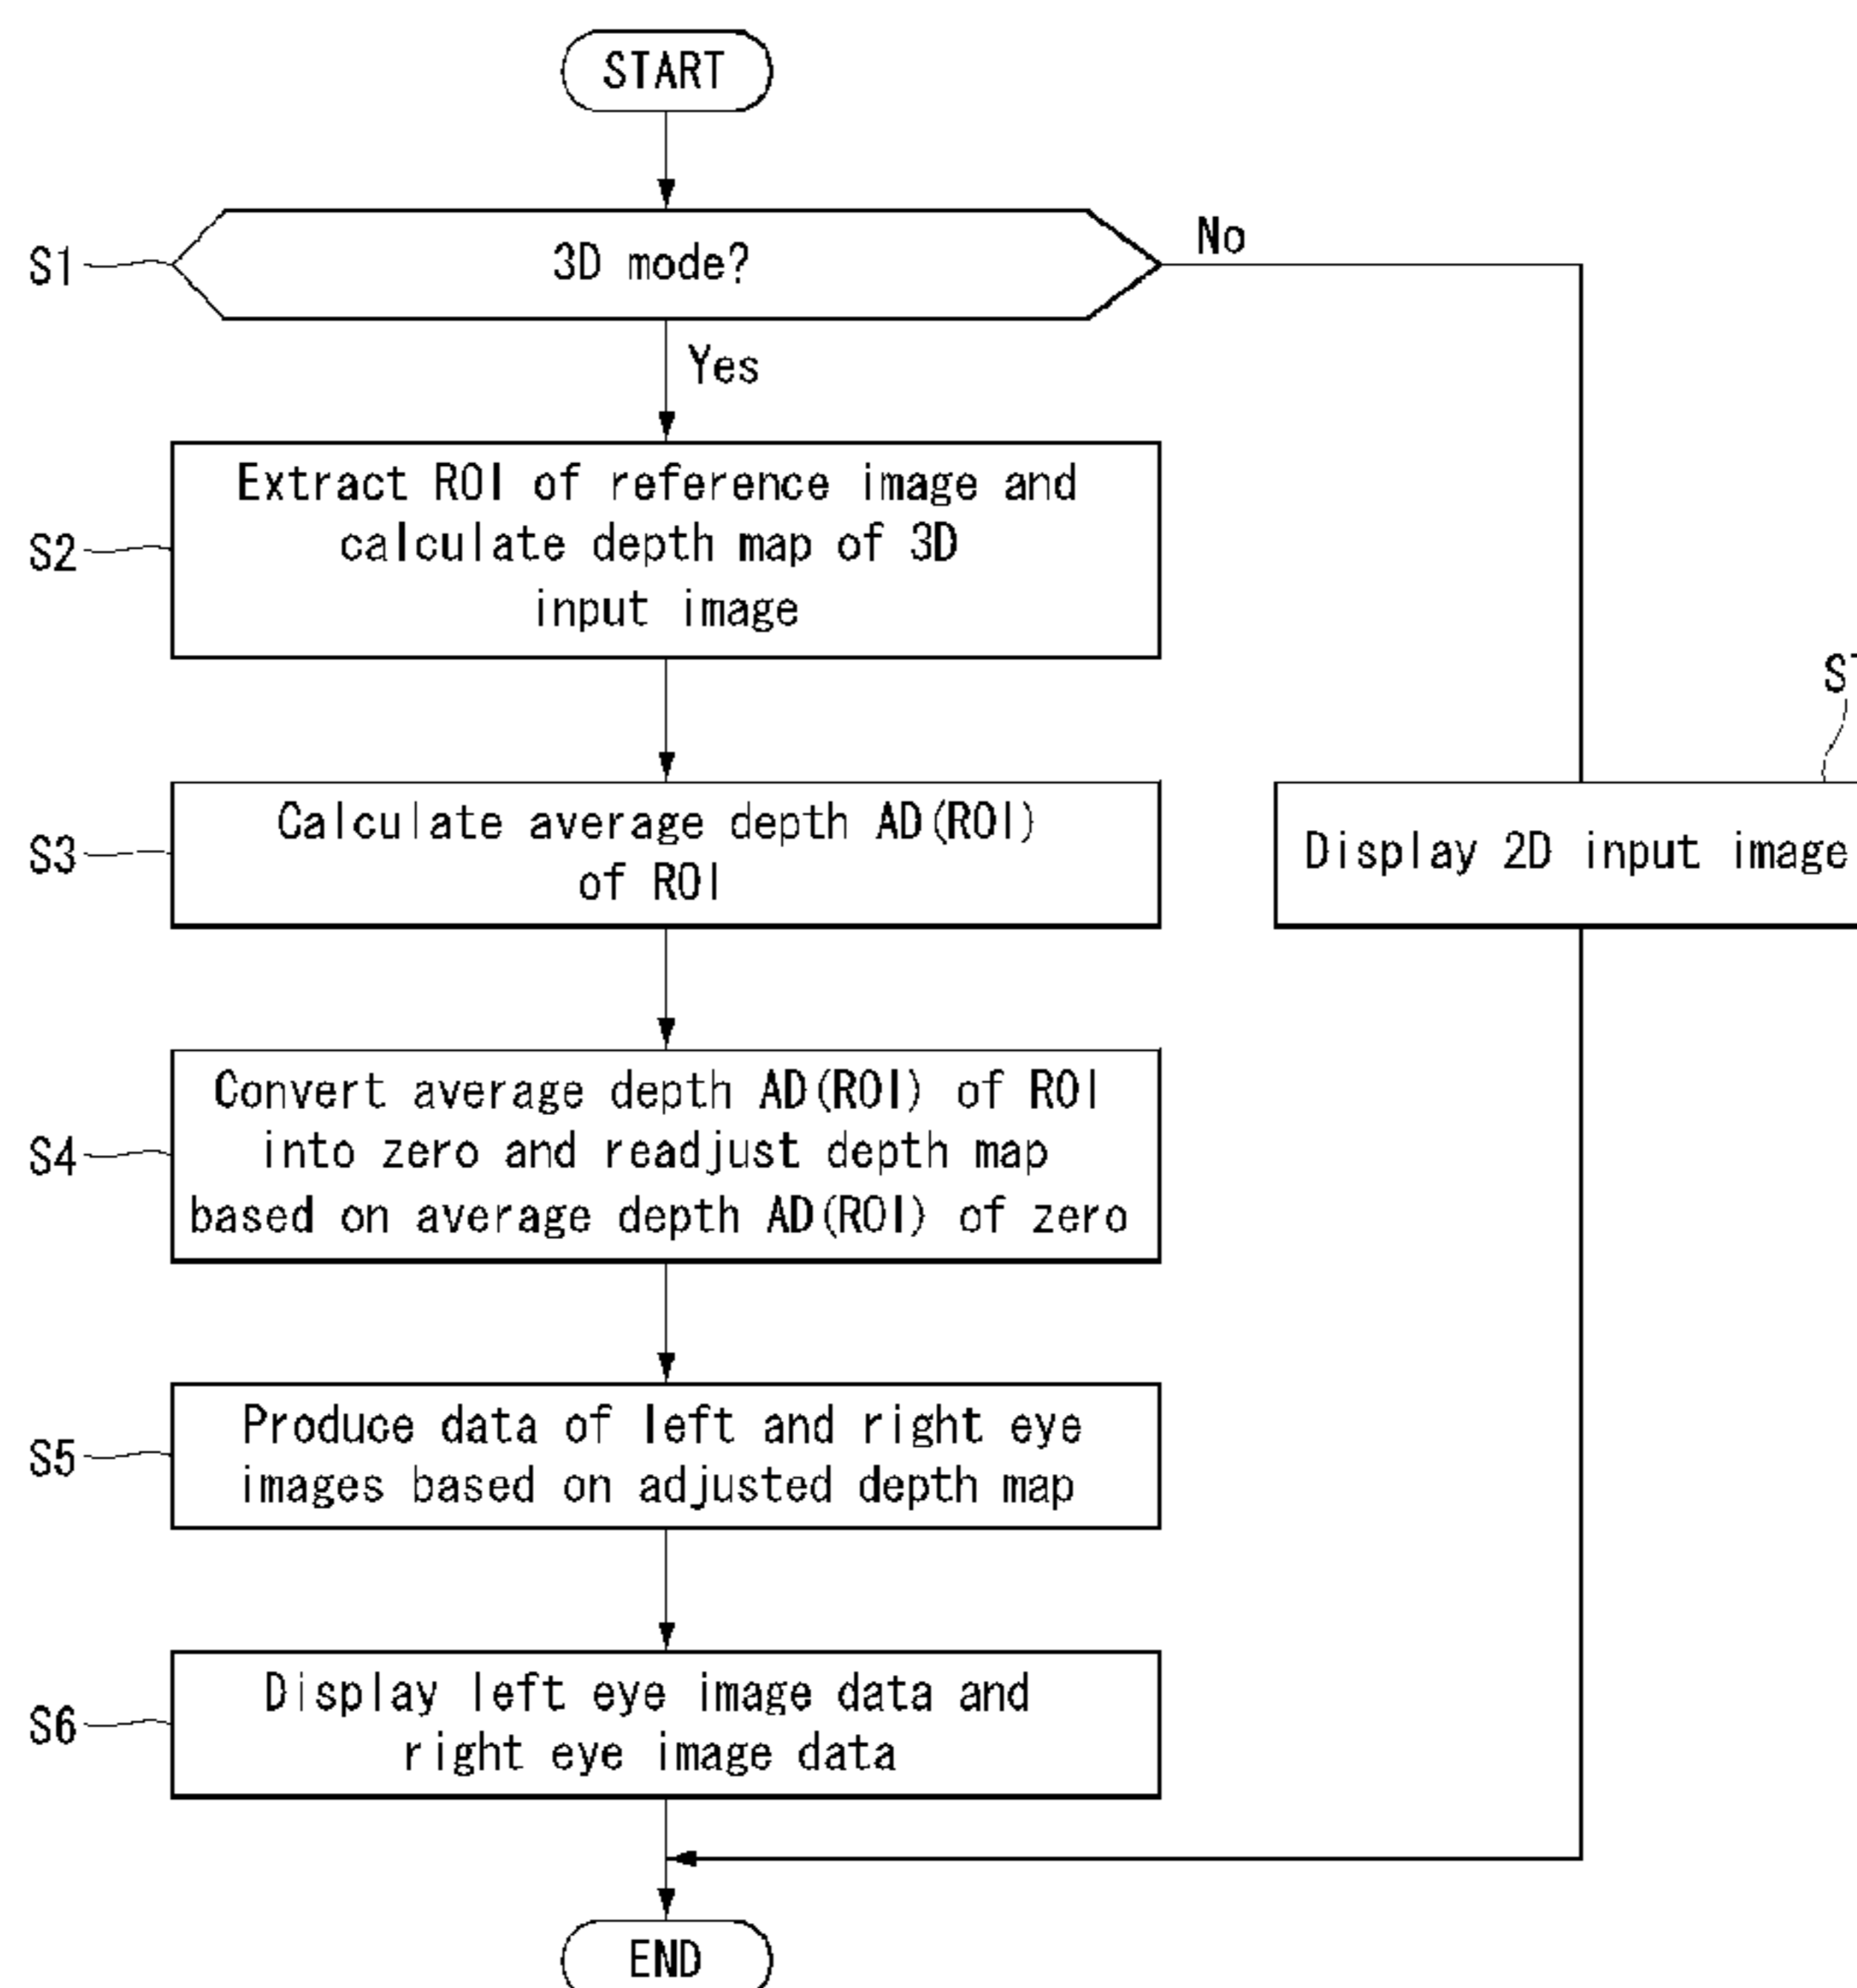 START
S1
3D mode?
No
Yes
S2
Extract ROI of reference image and
calculate depth map of 3D
input image
S3
Calculate average depth AD(ROI)
of ROI
Display 2D input image
S4
Convert average depth AD(ROI) of ROI
into zero and readjust depth map
based on average depth AD(ROI) of zero
S5
Produce data of left and right eye
images based on adjusted depth map
S6
Display left eye image data and
right eye image data
END